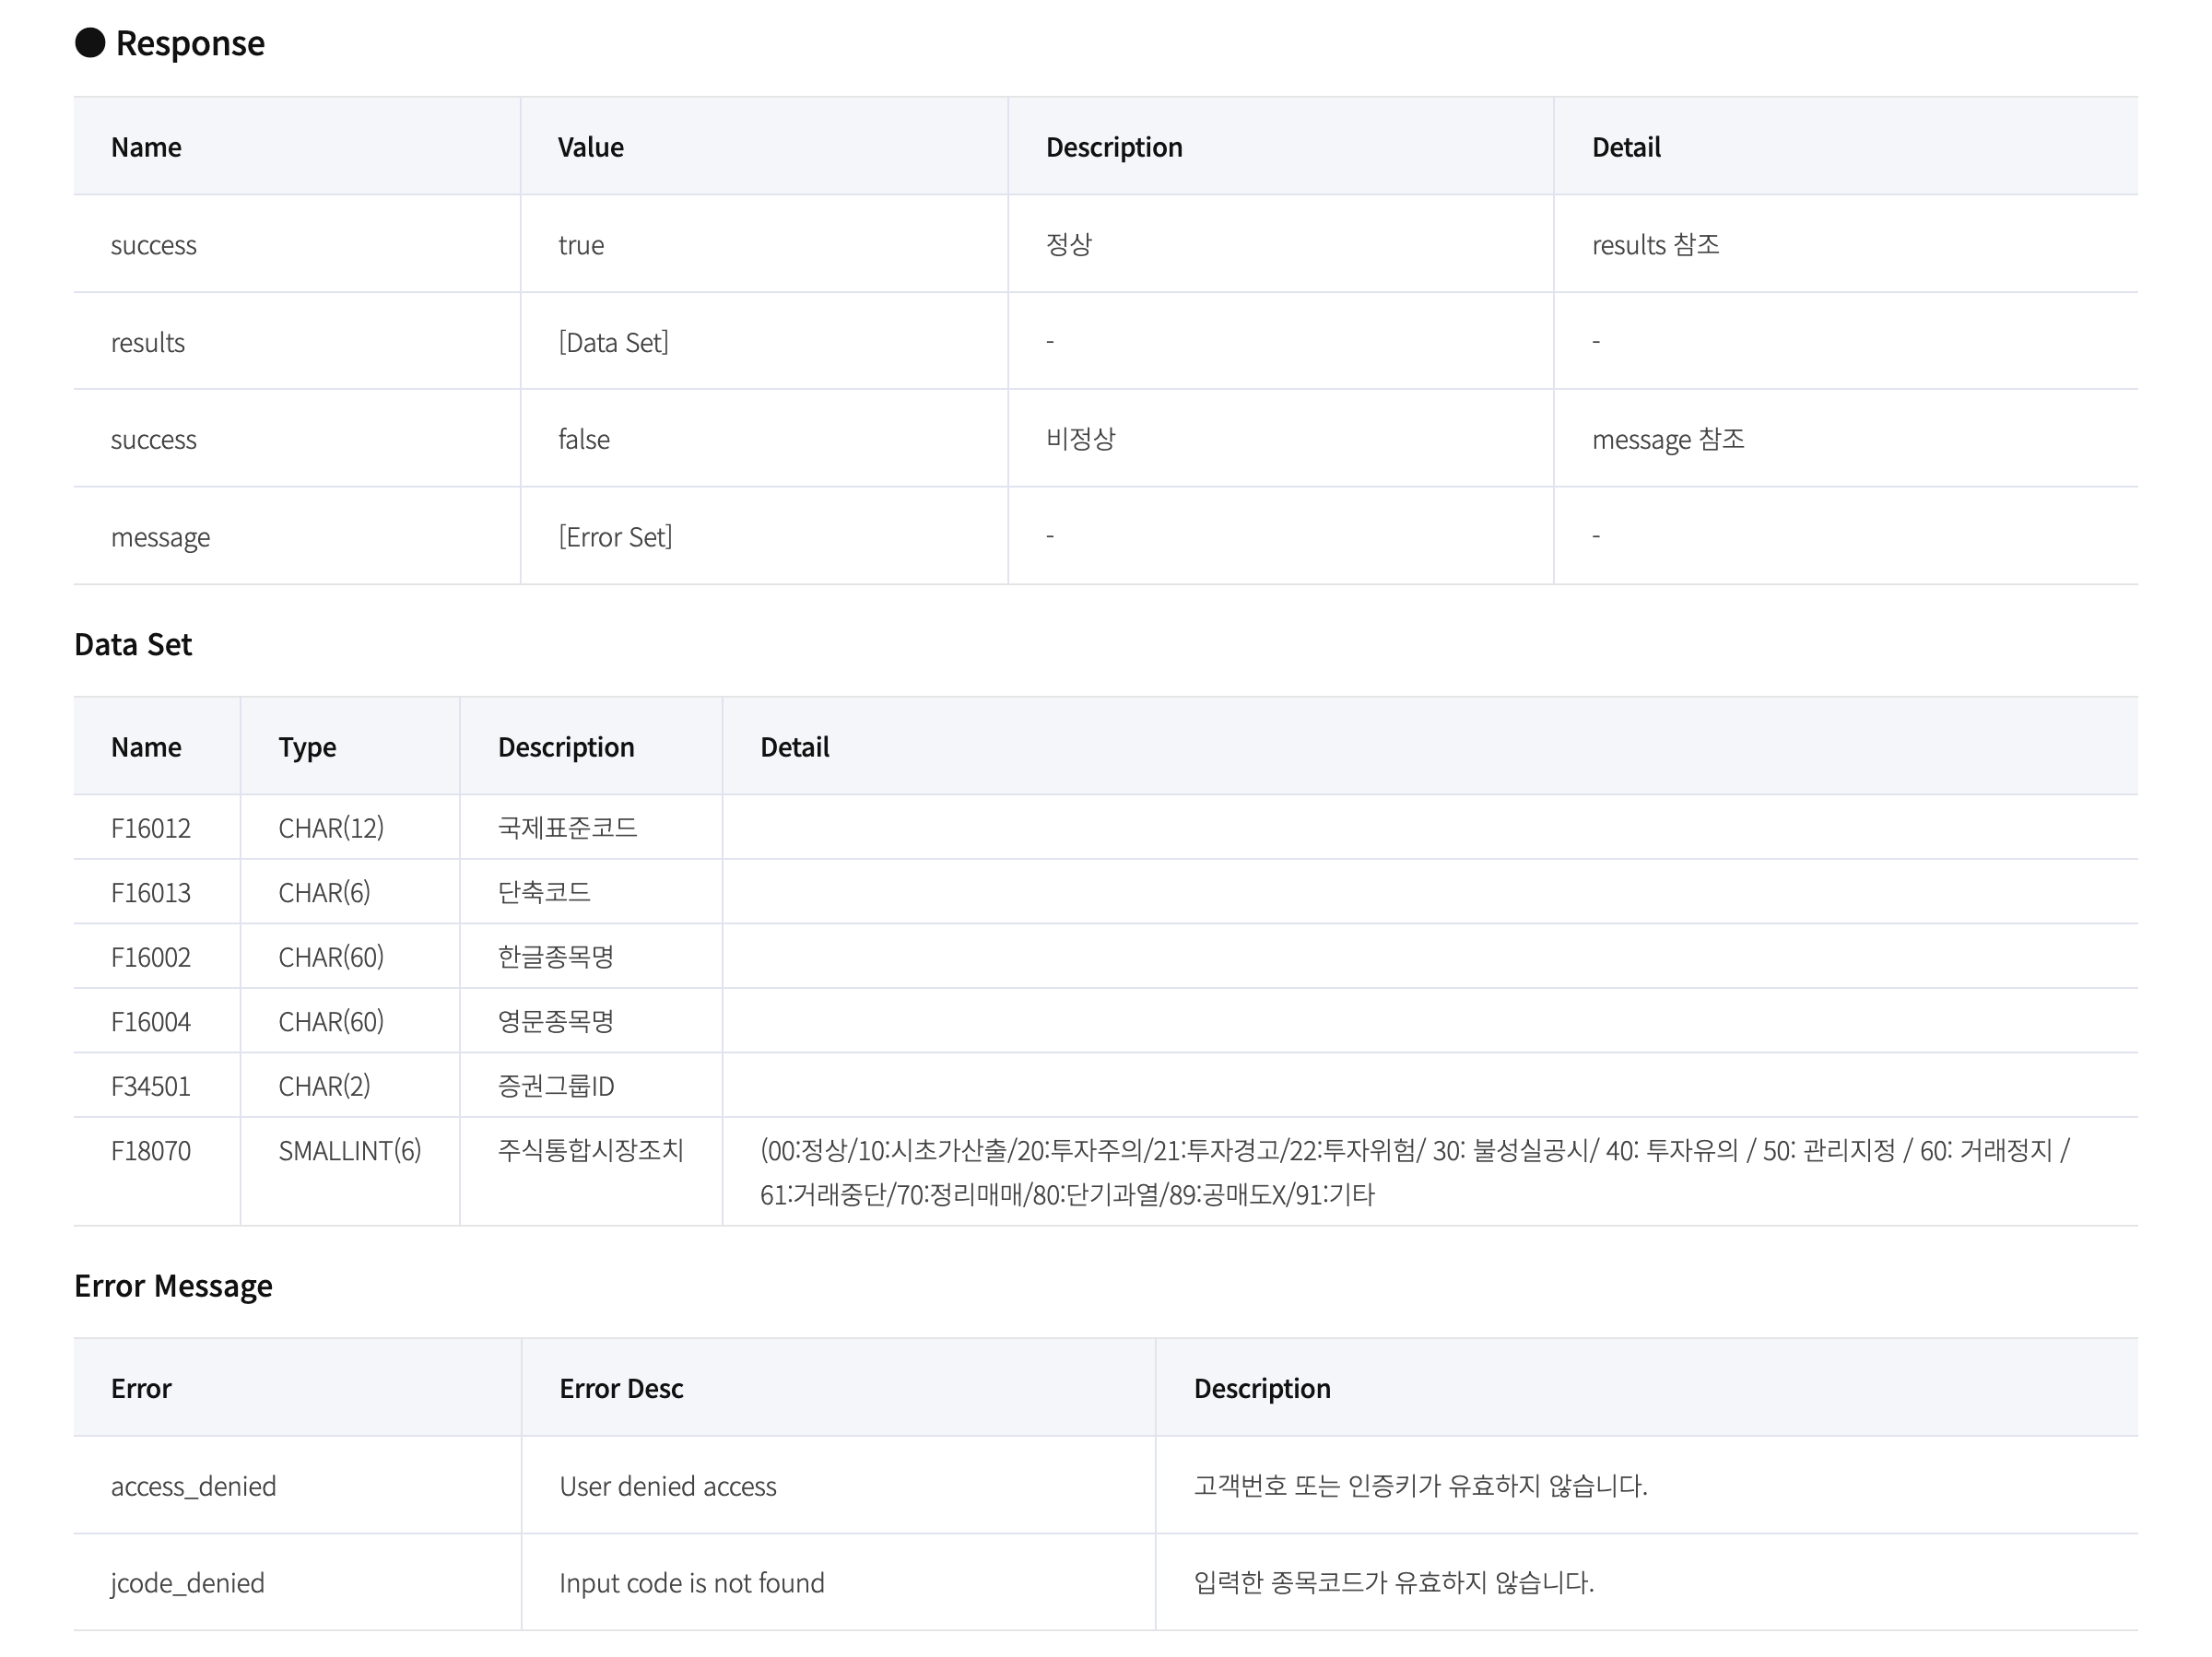 ● Response
Name Value Description Detail
success true 정상 results 참조
results [Data Set] - -
success false 비정상 message 참조
message [Error Set] - -
Data Set
Name Type Description Detail
F16012 CHAR(12) 국제표준코드
F16013 CHAR(6) 단축코드
F16002 CHAR(60) 한글종목명
F16004 CHAR(60) 영문종목명
F34501 CHAR(2) 증권그룹ID
F18070 SMALLINT(6) 주식통합시장조치 (00:정상/10:시초가산출/20:투자주의/21:투자경고/22:투자위험/ 30: 불성실공시/ 40: 투자유의 / 50: 관리지정 / 60: 거래정지 /
61:거래중단/70:정리매매/80:단기과열/89:공매도X/91:기타
Error Message
Error Error Desc Description
access_denied User denied access 고객번호 또는 인증키가 유효하지 않습니다.
jcode_denied Input code is not found 입력한 종목코드가 유효하지 않습니다.